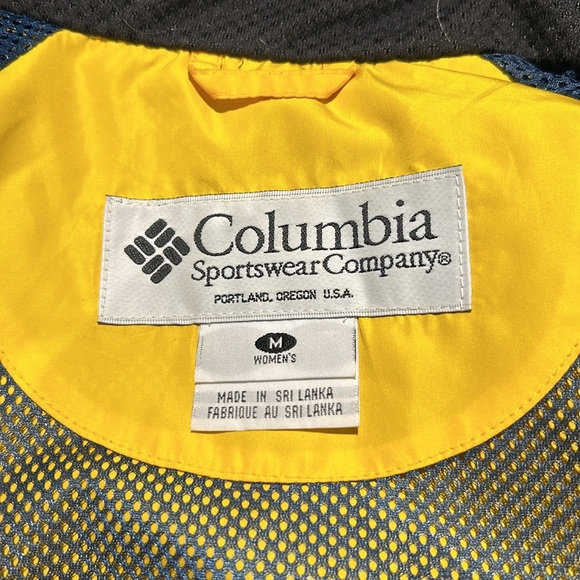 Columbia
Sportswear Company®
PORTLAND, OREGON U.S.A.
M
WOMEN'S
MADE IN SRI LANKA
FABRIQUE AU SRI LANKA